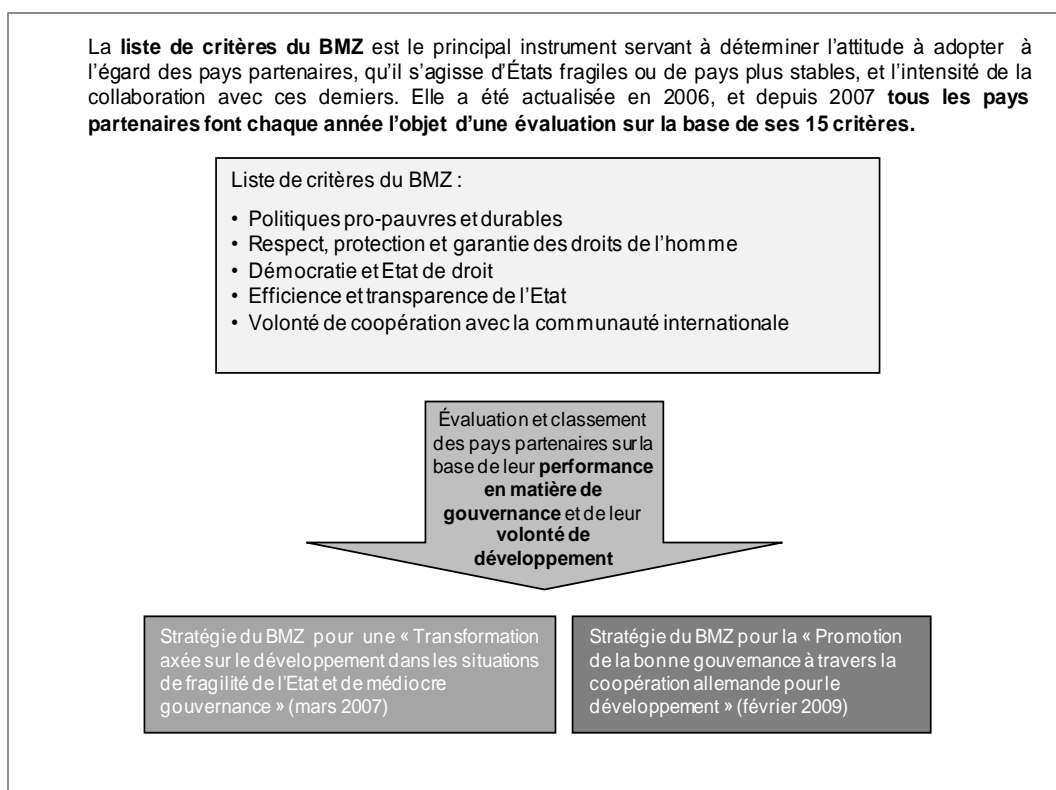 La liste de critères du BMZ est le principal instrument servant à déterminer l'attitude à adopter à
l'égard des pays partenaires, qu'il s'agisse d'États fragiles ou de pays plus stables, et l'intensité de la
collaboration avec ces derniers. Elle a été actualisée en 2006, et depuis 2007 tous les pays
partenaires font chaque année l'objet d'une évaluation sur la base de ses 15 critères.
Liste de critères du BMZ :
• Politiques pro-pauvres et durables
• Respect, protection et garantie des droits de l'homme
• Démocratie et Etat de droit
• Efficience et transparence de l'Etat
• Volonté de coopération avec la communauté internationale
Évaluation et classement
des pays partenaires sur la
base de leur performance
en matière de
gouvernance et de leur
volonté de
développement
Stratégie du BMZ pour une « Transformation
axée sur le développement dans les situations
de fragilité de l'Etat et de médiocre
gouvernance » (mars 2007)
Stratégie du BMZ pour la « Promotion
de la bonne gouvernance à travers la
coopération allemande pour le
développement » (février 2009)